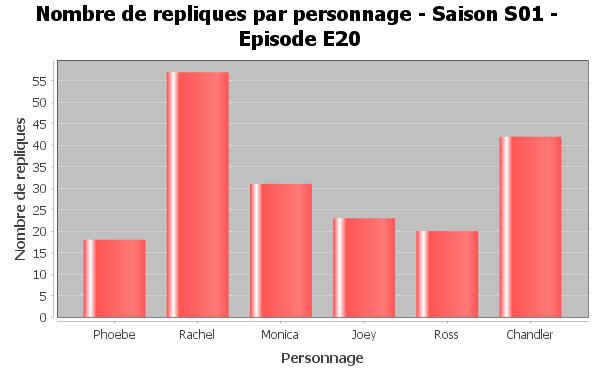 Nombre de repliques par personnage - Saison S01 -
Episode E20
Nombre de repliques
55
50
45
40
35
30
25
20
15
10
5
0
Phoebe Rachel Monica Joey Ross Chandler
Personnage